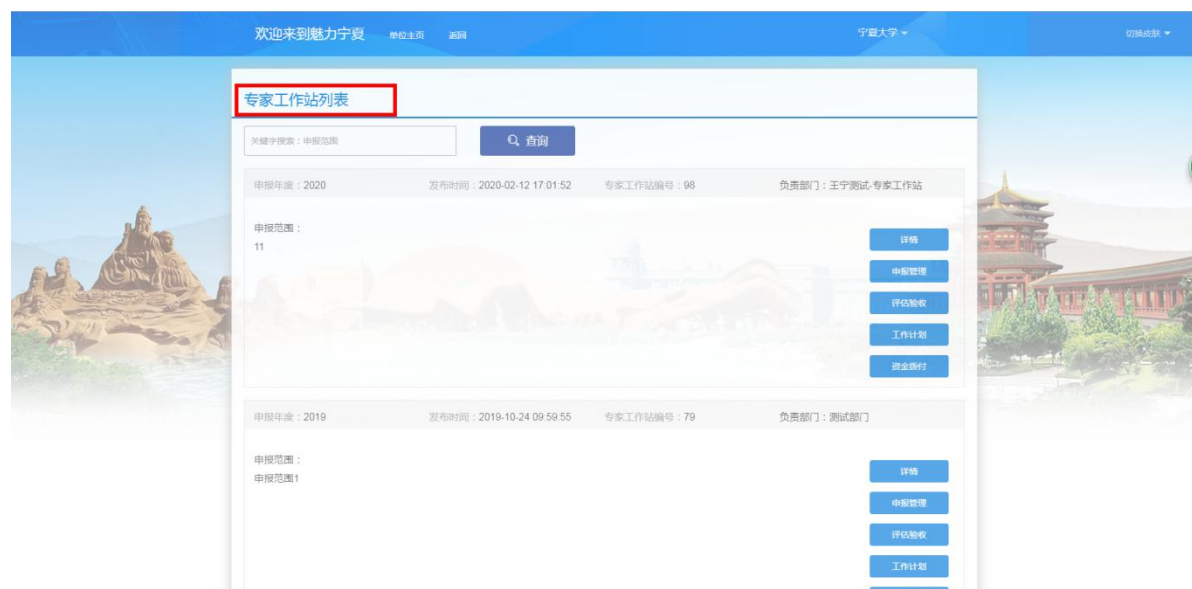 欢迎来到魅力宁夏 单位主页 返回 宁夏大学 切换皮肤
专家工作站列表
关键字搜索：申报范围 查询
申报年度：2020 发布时间：2020-02-12 17:01:52 专家工作站编号：98 负责部门：王宁测试-专家工作站
申报范围：
11
详情
申报管理
评估验收
工作计划
资金拨付
申报年度：2019 发布时间：2019-10-24 09:59:55 专家工作站编号：79 负责部门：测试部门
申报范围：
申报范围1
详情
申报管理
评估验收
工作计划